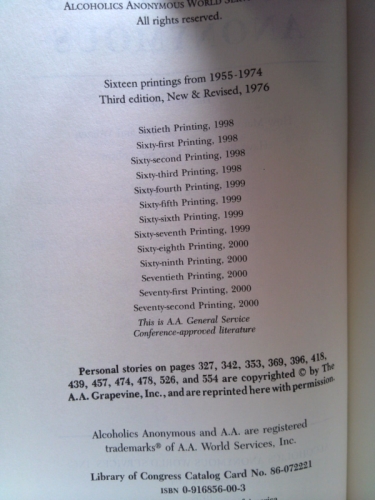 ALCOHOLICS ANONYMOUS WORLD
All rights reserved.
Sixteen printings from 1955-1974
Third edition, New & Revised, 1976
Sixtieth Printing, 1998
Sixty-first Printing, 1998
Sixty-second Printing, 1998
Sixty-third Printing, 1998
Sixty-fourth Printing, 1999
Sixty-fifth Printing, 1999
Sixty-sixth Printing, 1999
Sixty-seventh Printing, 1999
Sixty-eighth Printing, 2000
Sixty-ninth Printing, 2000
Seventieth Printing, 2000
Seventy-first Printing, 2000
Seventy-second Printing, 2000
This is A.A. General Service
Conference-approved literature
Personal stories on pages 327, 342, 353, 369, 396, 418,
439, 457, 474, 478, 526, and 554 are copyrighted © by The
A.A. Grapevine, Inc., and are reprinted here with permission.
Alcoholics Anonymous and A.A. are registered
trademarks® of A.A. World Services, Inc.
Library of Congress Catalog Card No. 86-072221
ISBN 0-916856-00-3